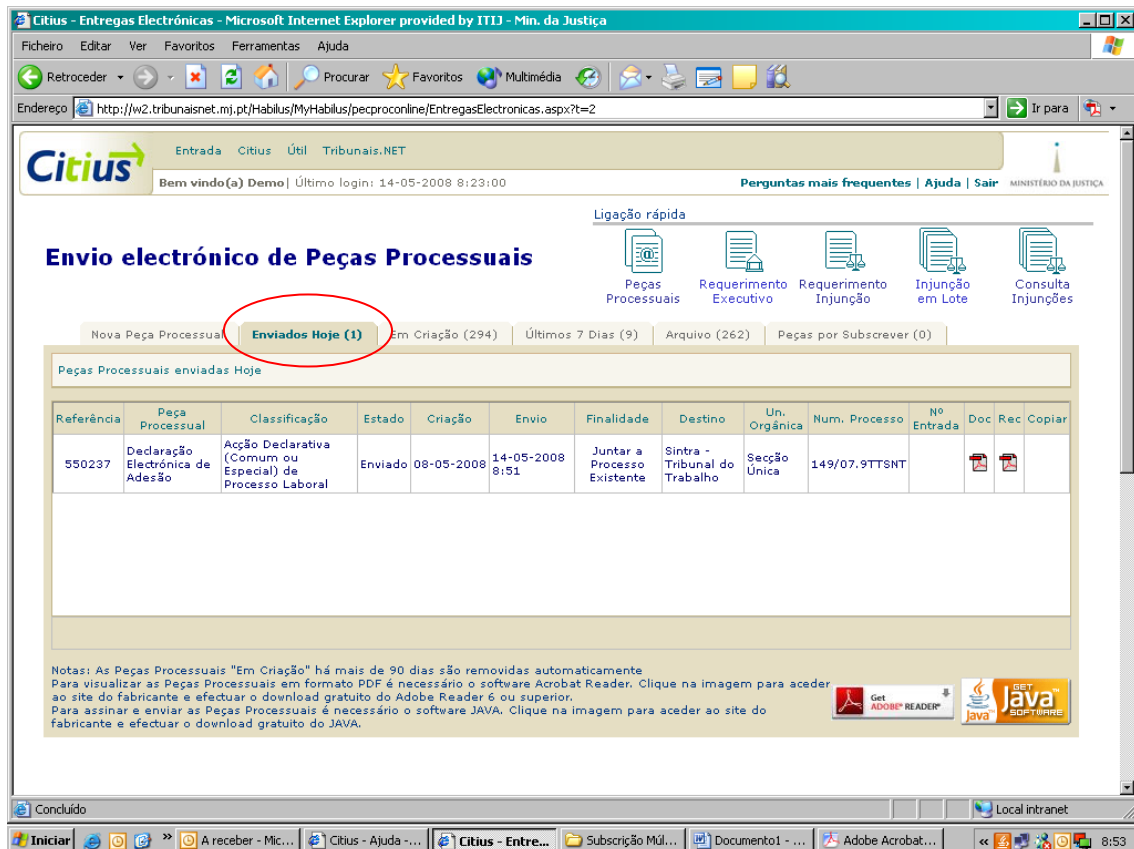 Citius - Entregas Electrónicas - Microsoft Internet Explorer provided by ITIJ - Min. da Justiça
Ficheiro Editar Ver Favoritos Ferramentas Ajuda
Retroceder Procurar Favoritos Multimédia
Endereço http://w2.tribunaisnet.mj.pt/Habilus/MyHabilus/pecproconline/EntregasElectronicas.aspx?t=2 Ir para
Citius
Entrada Citius Útil Tribunais.NET
Bem vindo(a) Demo| Último login: 14-05-2008 8:23:00
Perguntas mais frequentes | Ajuda | Sair
MINISTÉRIO DA JUSTIÇA
Ligação rápida
Envio electrónico de Peças Processuais
Peças Processuais
Requerimento Executivo
Requerimento Injunção
Injunção em Lote
Consulta Injunções
Nova Peça Processual Enviados Hoje (1) Em Criação (294) Últimos 7 Dias (9) Arquivo (262) Peças por Subscrever (0)
Peças Processuais enviadas Hoje
Referência Peça Processual Classificação Estado Criação Envio Finalidade Destino Un. Orgânica Num. Processo Nº Entrada Doc Rec Copiar
550237 Declaração Electrónica de Adesão Acção Declarativa (Comum ou Especial) de Processo Laboral Enviado 08-05-2008 14-05-2008 8:51 Juntar a Processo Existente Sintra - Tribunal do Trabalho Secção Única 149/07.9TTSNT
Notas: As Peças Processuais "Em Criação" há mais de 90 dias são removidas automaticamente
Para visualizar as Peças Processuais em formato PDF é necessário o software Acrobat Reader. Clique na imagem para aceder
ao site do fabricante e efectuar o download gratuito do Adobe Reader 6 ou superior.
Para assinar e enviar as Peças Processuais é necessário o software JAVA. Clique na imagem para aceder ao site do
fabricante e efectuar o download gratuito do JAVA.
Get ADOBE® READER®
Java GET Java SOFTWARE
Concluído Local intranet
Iniciar A receber - Mic... Citius - Ajuda -... Citius - Entre... Subscrição Múl... Documento1 - ... Adobe Acrobat... 8:53